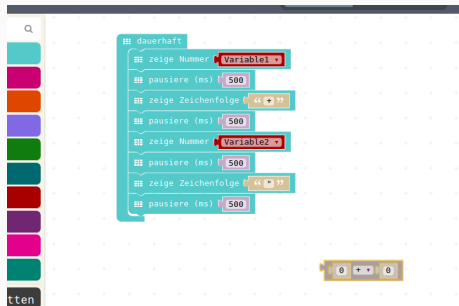 dauerhaft
zeige Nummer Variable1
pausiere (ms) 500
zeige Zeichenfolge “ + ”
pausiere (ms) 500
zeige Nummer Variable2
pausiere (ms) 500
zeige Zeichenfolge “ ”
pausiere (ms) 500
0 + 0
tten